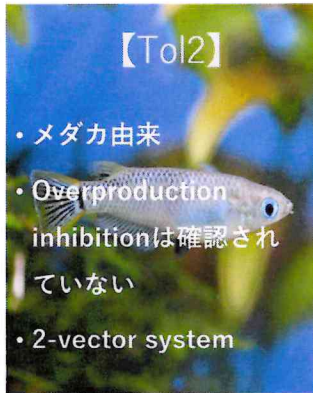 【Tol2】
• メダカ由来
• Overproduction
inhibitionは確認され
ていない
• 2-vector system